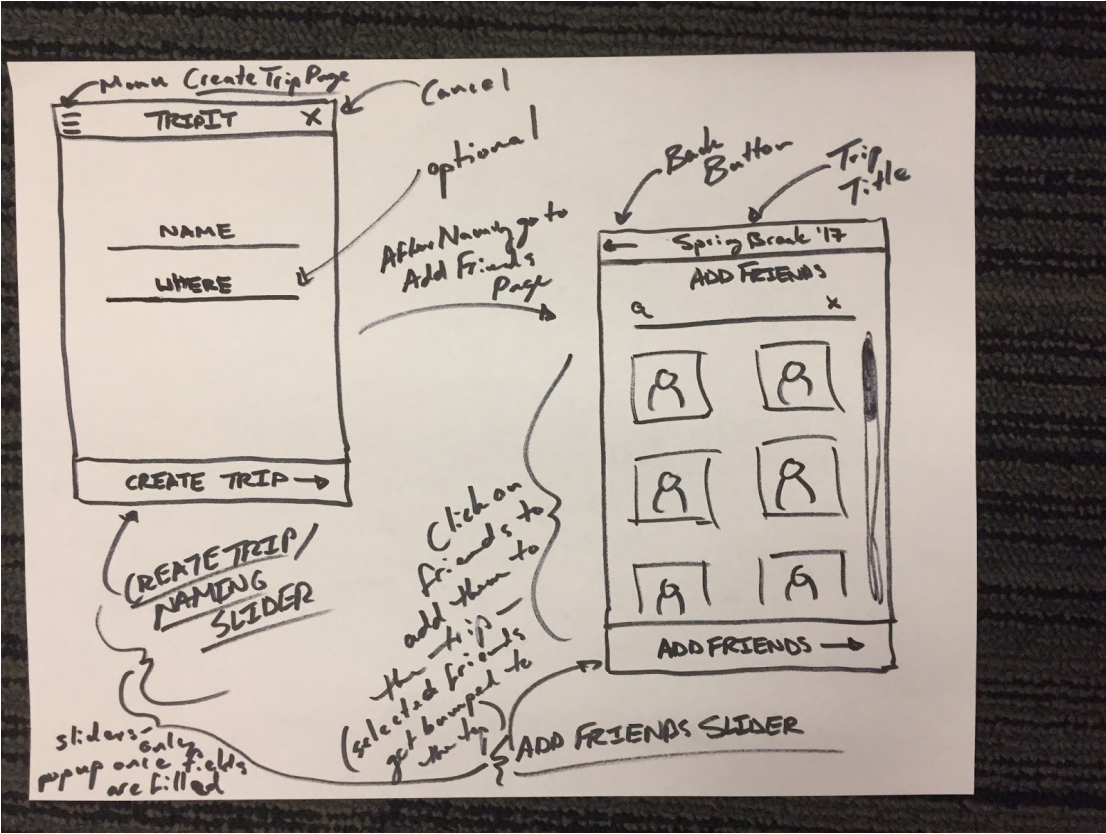 Menu Create Trip Page
Cancel
TRIPIT X
optional
NAME
WHERE
CREATE TRIP →
CREATE TRIP/
NAMING
SLIDER
After Naming go to
Add Friends
Page
Back
Button
Trip
Title
← Spring Break '17
ADD FRIENDS
X
ADD FRIENDS →
Click on
friends to
add them to
the trip –
(selected friends
get bumped to
the top)
ADD FRIENDS SLIDER
sliders –
only
popup once fields
are filled